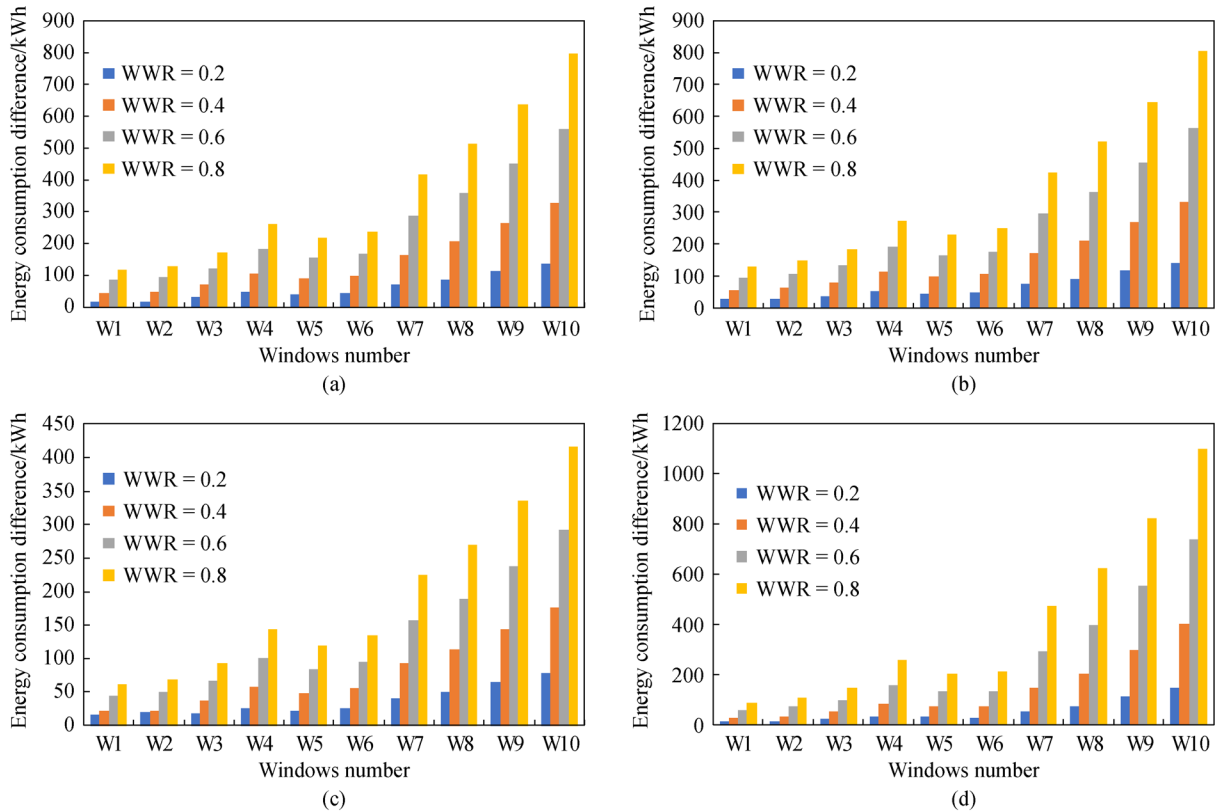 Energy consumption difference/kWh
900
800
700
600
500
400
300
200
100
0
WWR = 0.2
WWR = 0.4
WWR = 0.6
WWR = 0.8
W1 W2 W3 W4 W5 W6 W7 W8 W9 W10
Windows number
(a)
Energy consumption difference/kWh
900
800
700
600
500
400
300
200
100
0
WWR = 0.2
WWR = 0.4
WWR = 0.6
WWR = 0.8
W1 W2 W3 W4 W5 W6 W7 W8 W9 W10
Windows number
(b)
Energy consumption difference/kWh
450
400
350
300
250
200
150
100
50
0
WWR = 0.2
WWR = 0.4
WWR = 0.6
WWR = 0.8
W1 W2 W3 W4 W5 W6 W7 W8 W9 W10
Windows number
(c)
Energy consumption difference/kWh
1200
1000
800
600
400
200
0
WWR = 0.2
WWR = 0.4
WWR = 0.6
WWR = 0.8
W1 W2 W3 W4 W5 W6 W7 W8 W9 W10
Windows number
(d)